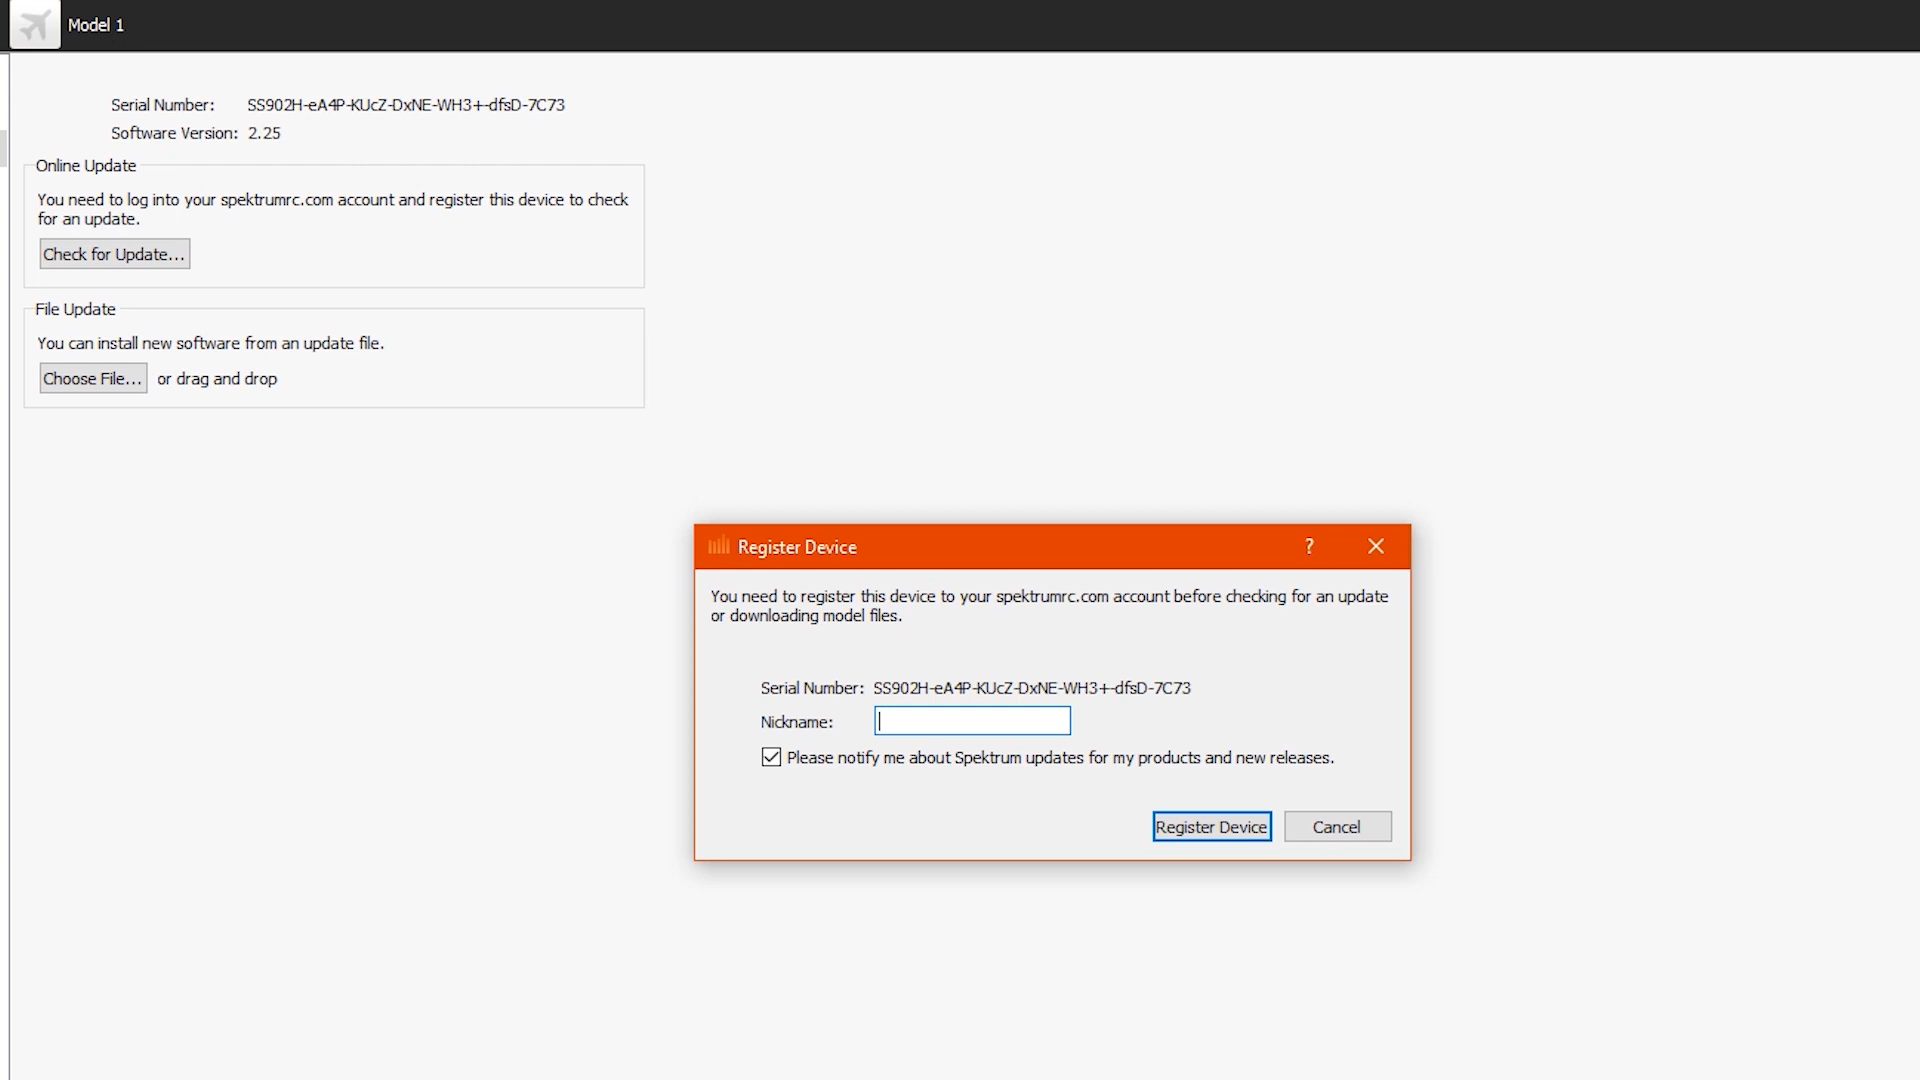 Model 1
Serial Number: SS902H-eA4P-KUcZ-DxNE-WH3+-dfsD-7C73
Software Version: 2.25
Online Update
You need to log into your spektrumrc.com account and register this device to check
for an update.
Check for Update...
File Update
You can install new software from an update file.
Choose File... or drag and drop
Register Device ?
You need to register this device to your spektrumrc.com account before checking for an update
or downloading model files.
Serial Number: SS902H-eA4P-KUcZ-DxNE-WH3+-dfsD-7C73
Nickname:
Please notify me about Spektrum updates for my products and new releases.
Register Device Cancel